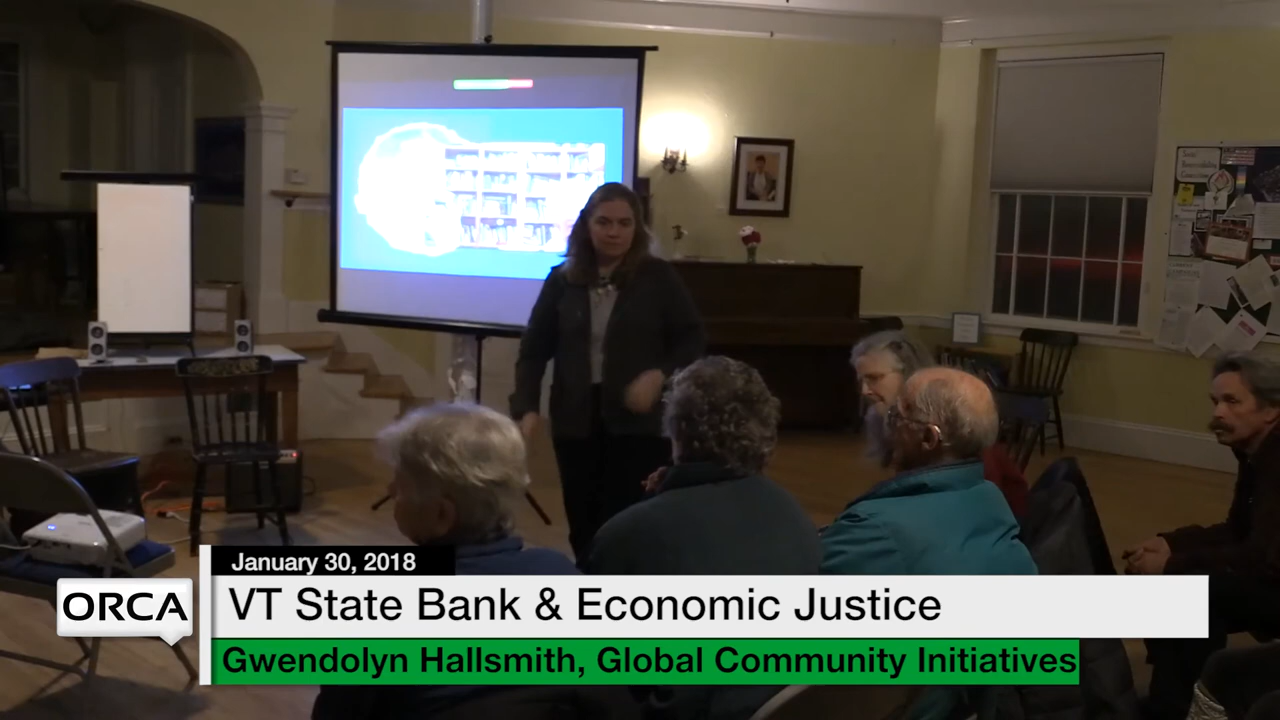 January 30, 2018
ORCA
VT State Bank & Economic Justice
Gwendolyn Hallsmith, Global Community Initiatives